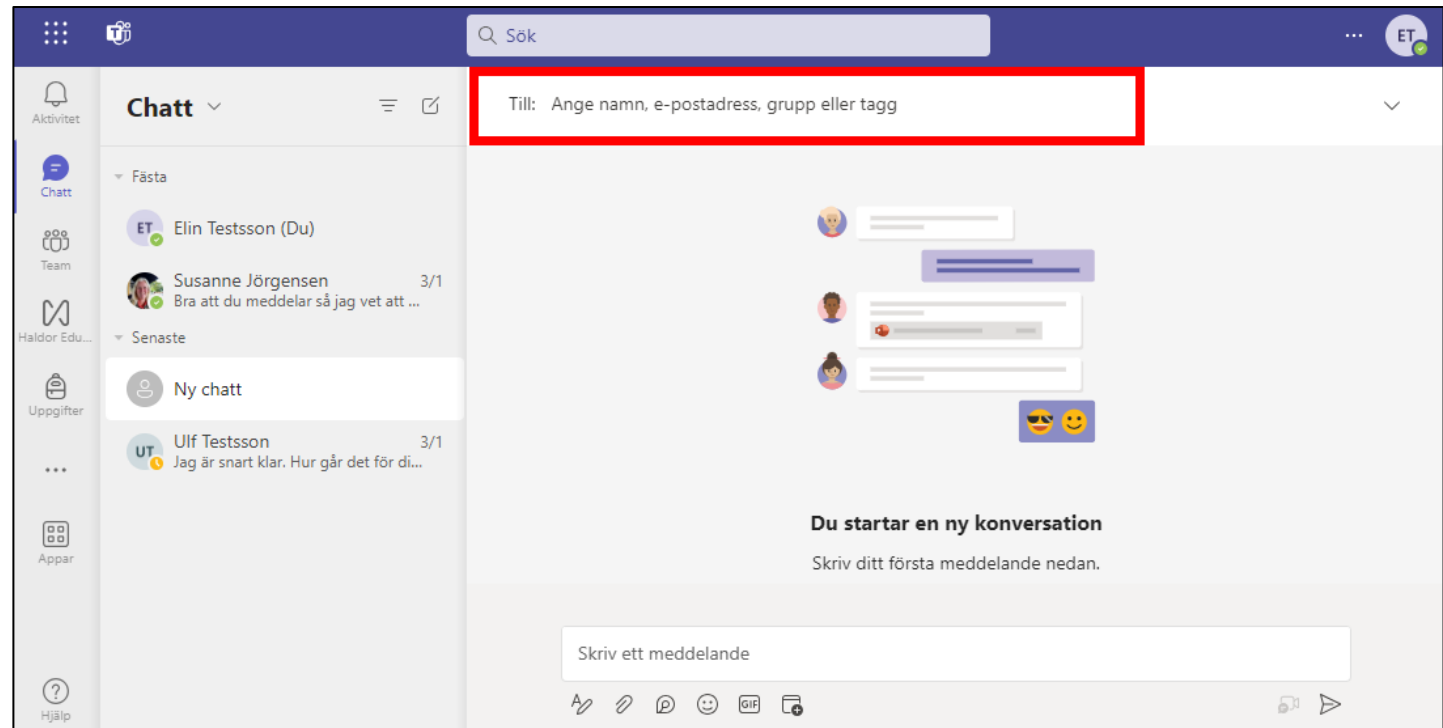 Sök
ET
Aktivitet
Chatt
Team
Haldor Edu...
Uppgifter
Appar
Hjälp
Chatt
Fästa
ET
Elin Testsson (Du)
Susanne Jörgensen 3/1
Bra att du meddelar så jag vet att ...
Senaste
Ny chatt
UT
Ulf Testsson 3/1
Jag är snart klar. Hur går det för di...
Till: Ange namn, e-postadress, grupp eller tagg
Du startar en ny konversation
Skriv ditt första meddelande nedan.
Skriv ett meddelande
GIF